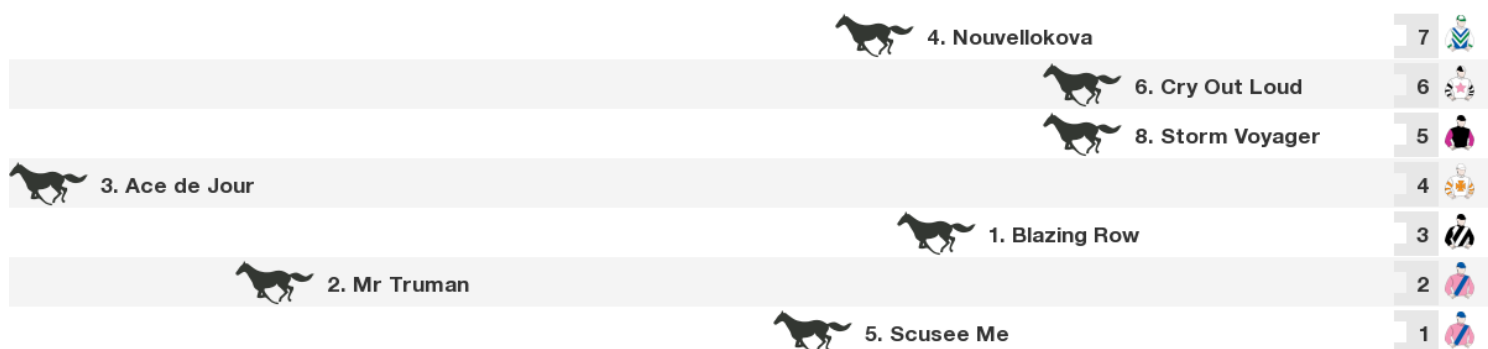 4. Nouvellokova 7
6. Cry Out Loud 6
8. Storm Voyager 5
3. Ace de Jour 4
1. Blazing Row 3
2. Mr Truman 2
5. Scusee Me 1